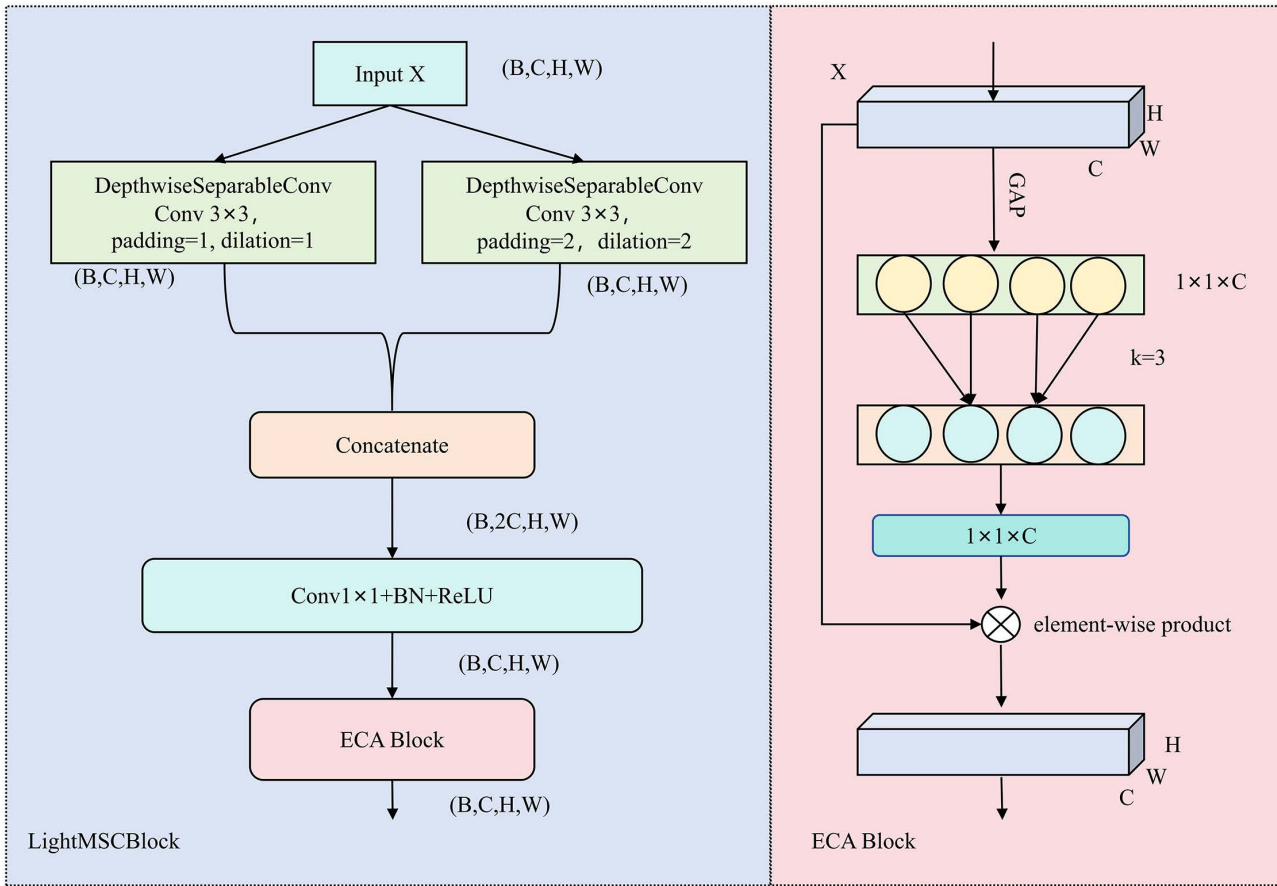 Input X
(B,C,H,W)
DepthwiseSeparableConv
Conv 3×3,
padding=1, dilation=1
(B,C,H,W)
DepthwiseSeparableConv
Conv 3×3,
padding=2, dilation=2
(B,C,H,W)
Concatenate
(B,2C,H,W)
Conv1×1+BN+ReLU
(B,C,H,W)
ECA Block
(B,C,H,W)
LightMSCBlock
X
H
W
C
GAP
1×1×C
k=3
1×1×C
element-wise product
H
W
C
ECA Block